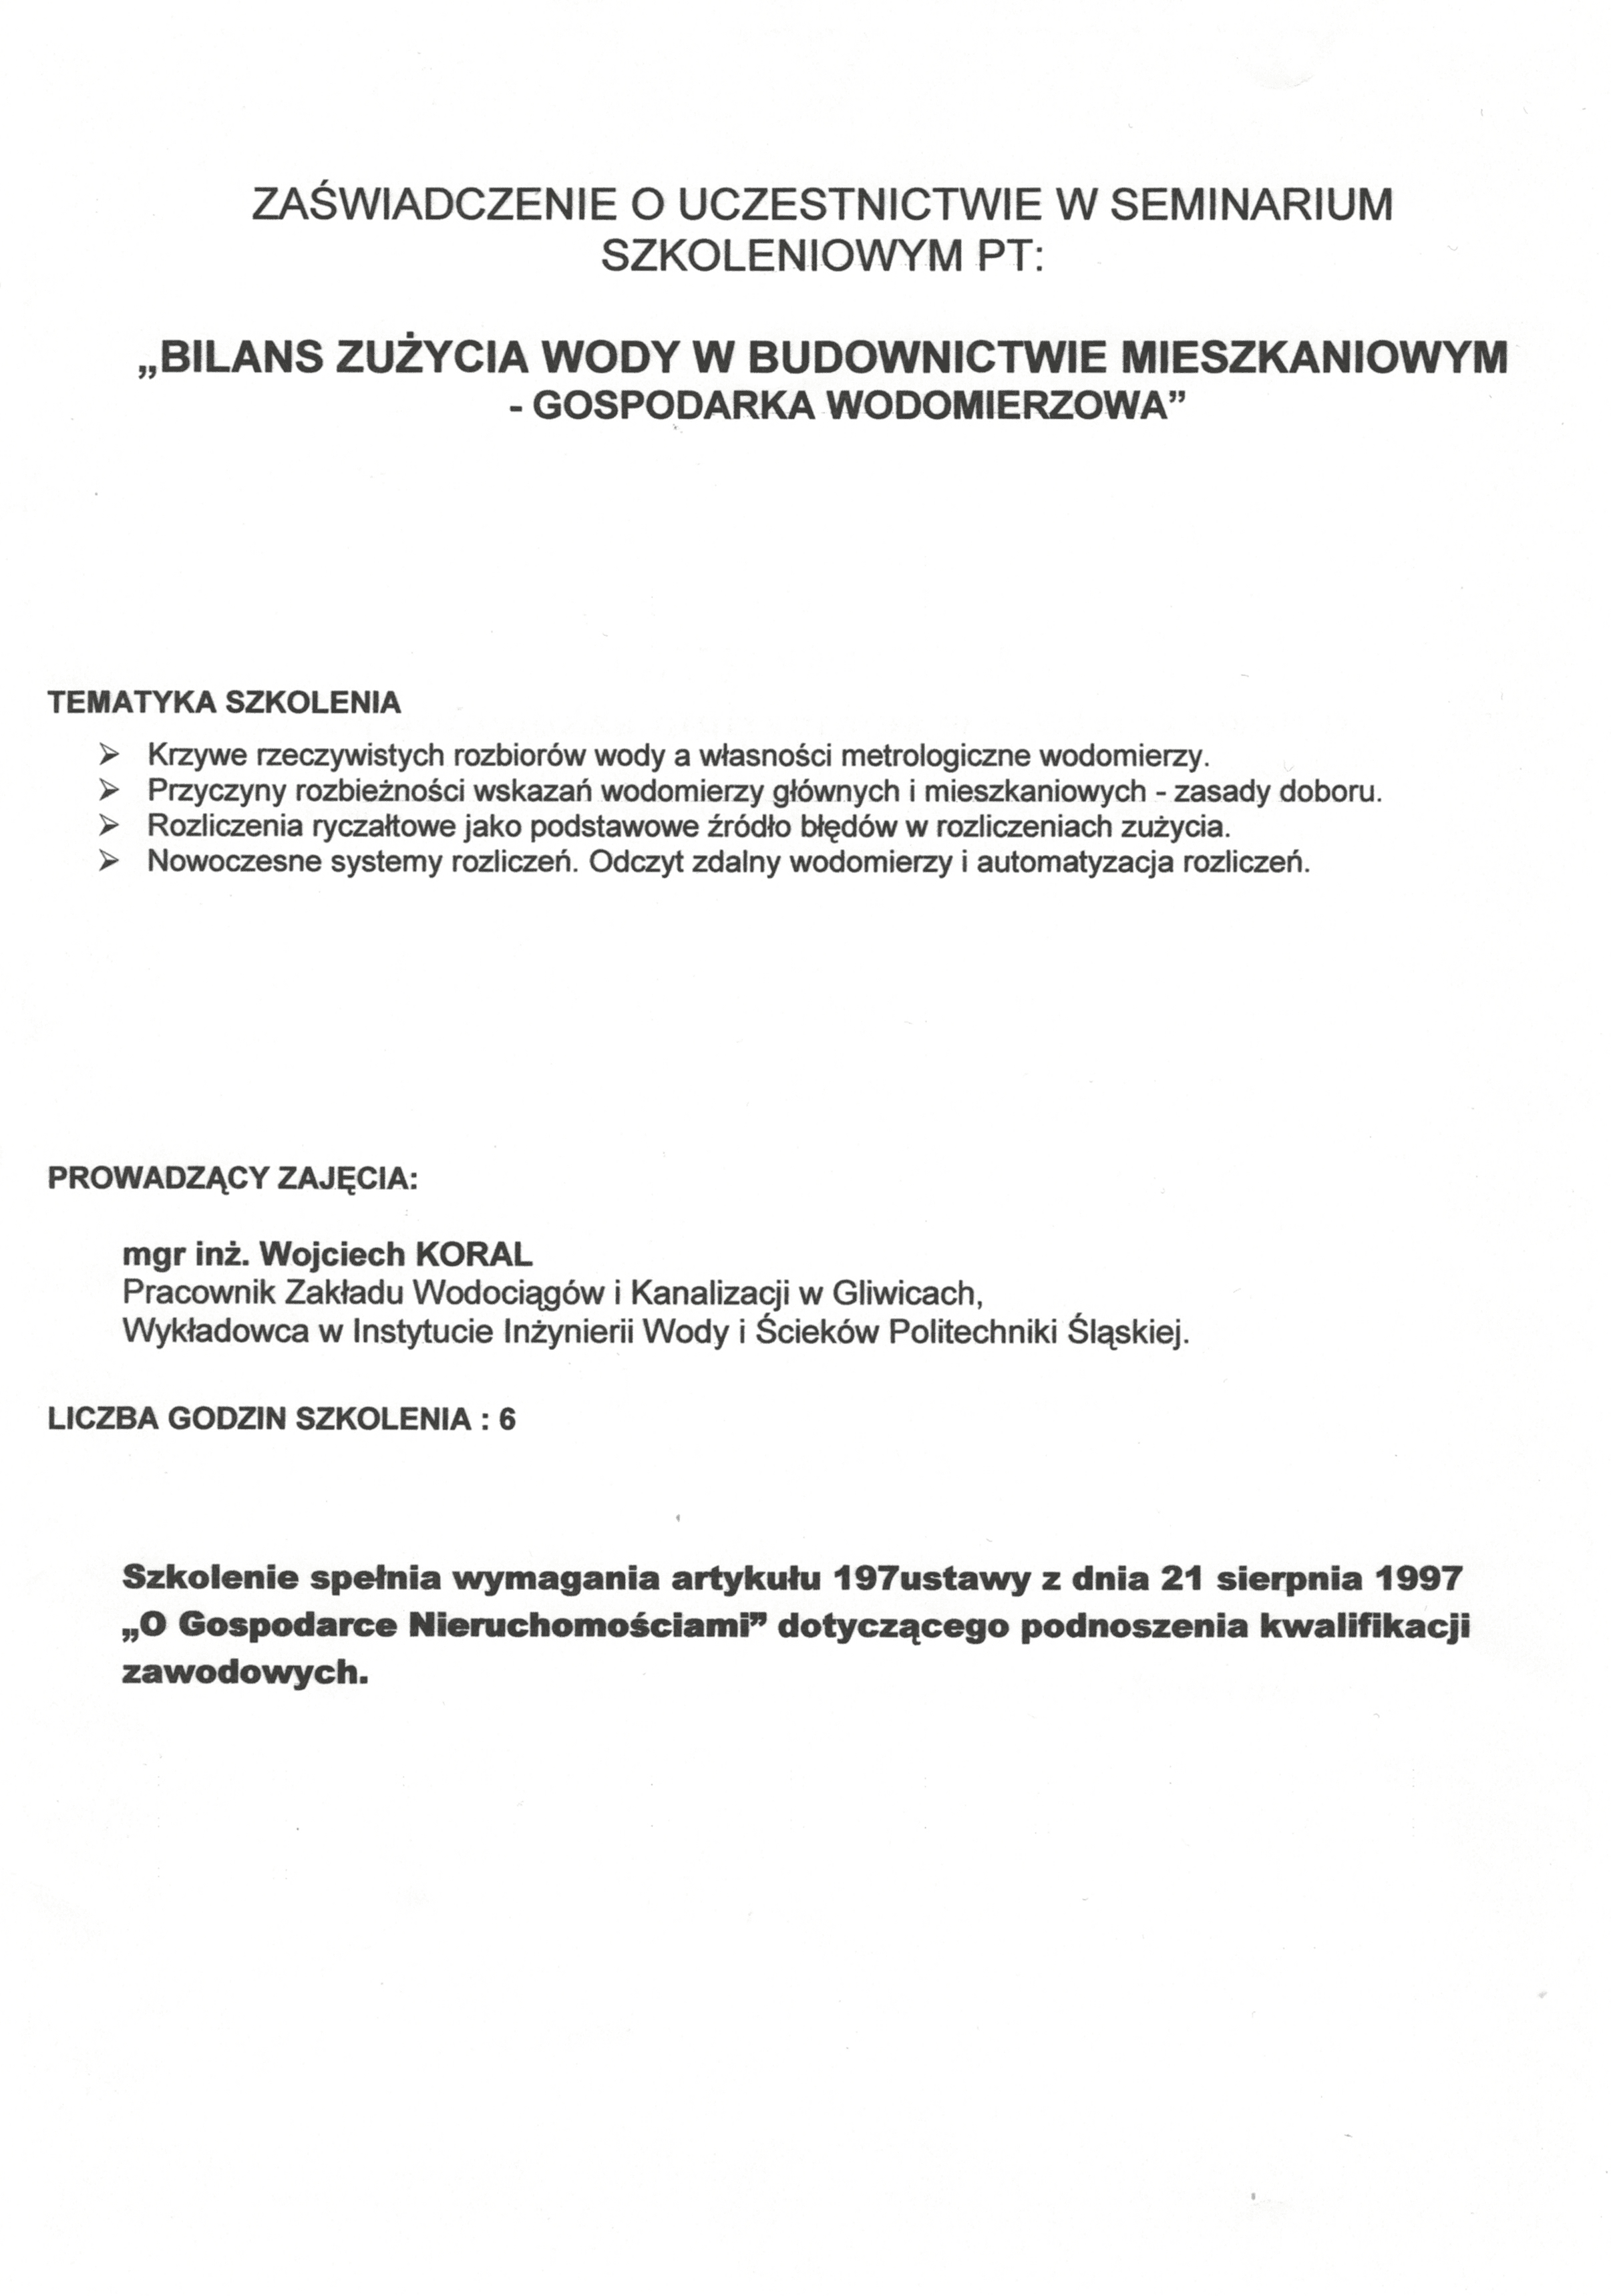 ZAŚWIADCZENIE O UCZESTNICTWIE W SEMINARIUM
SZKOLENIOWYM PT:
„BILANS ZUŻYCIA WODY W BUDOWNICTWIE MIESZKANIOWYM
- GOSPODARKA WODOMIERZOWA”
TEMATYKA SZKOLENIA
➢ Krzywe rzeczywistych rozbiorów wody a własności metrologiczne wodomierzy.
➢ Przyczyny rozbieżności wskazań wodomierzy głównych i mieszkaniowych - zasady doboru.
➢ Rozliczenia ryczałtowe jako podstawowe źródło błędów w rozliczeniach zużycia.
➢ Nowoczesne systemy rozliczeń. Odczyt zdalny wodomierzy i automatyzacja rozliczeń.
PROWADZĄCY ZAJĘCIA:
mgr inż. Wojciech KORAL
Pracownik Zakładu Wodociągów i Kanalizacji w Gliwicach,
Wykładowca w Instytucie Inżynierii Wody i Ścieków Politechniki Śląskiej.
LICZBA GODZIN SZKOLENIA : 6
Szkolenie spełnia wymagania artykułu 197ustawy z dnia 21 sierpnia 1997
„O Gospodarce Nieruchomościami” dotyczącego podnoszenia kwalifikacji
zawodowych.